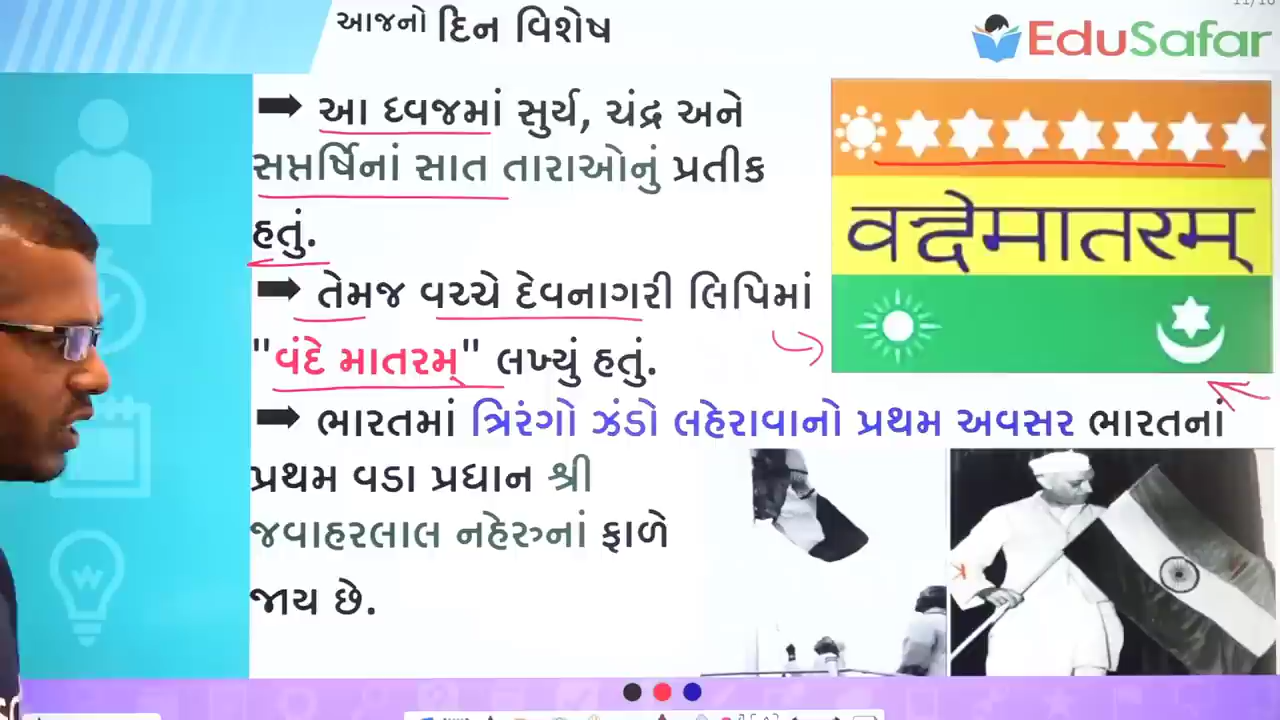 આજનો દિન વિશેષ
EduSafar
➡ આ ધ્વજમાં સુર્ય, ચંદ્ર અને
સપ્તર્ષિનાં સાત તારાઓનું પ્રતીક
હતું.
➡ તેમજ વચ્ચે દેવનાગરી લિપિમાં
"વંદે માતરમ્" લખ્યું હતું.
➡ ભારતમાં ત્રિરંગો ઝંડો લહેરાવાનો પ્રથમ અવસર ભારતનાં
પ્રથમ વડા પ્રધાન શ્રી
જવાહરલાલ નહેરુનાં ફાળે
જાય છે.
वन्देमातरम्